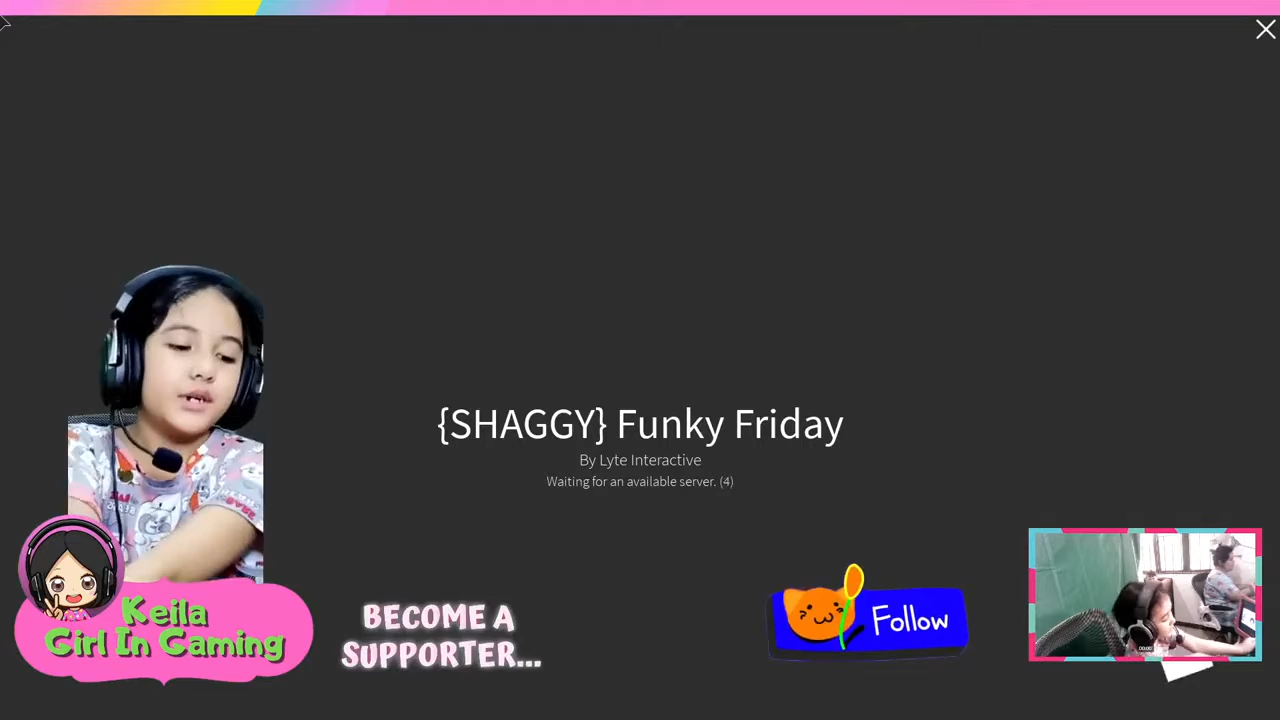 {SHAGGY} Funky Friday
By Lyte Interactive
Waiting for an available server. (4)
Keila
Girl In Gaming
BECOME A
SUPPORTER...
Follow